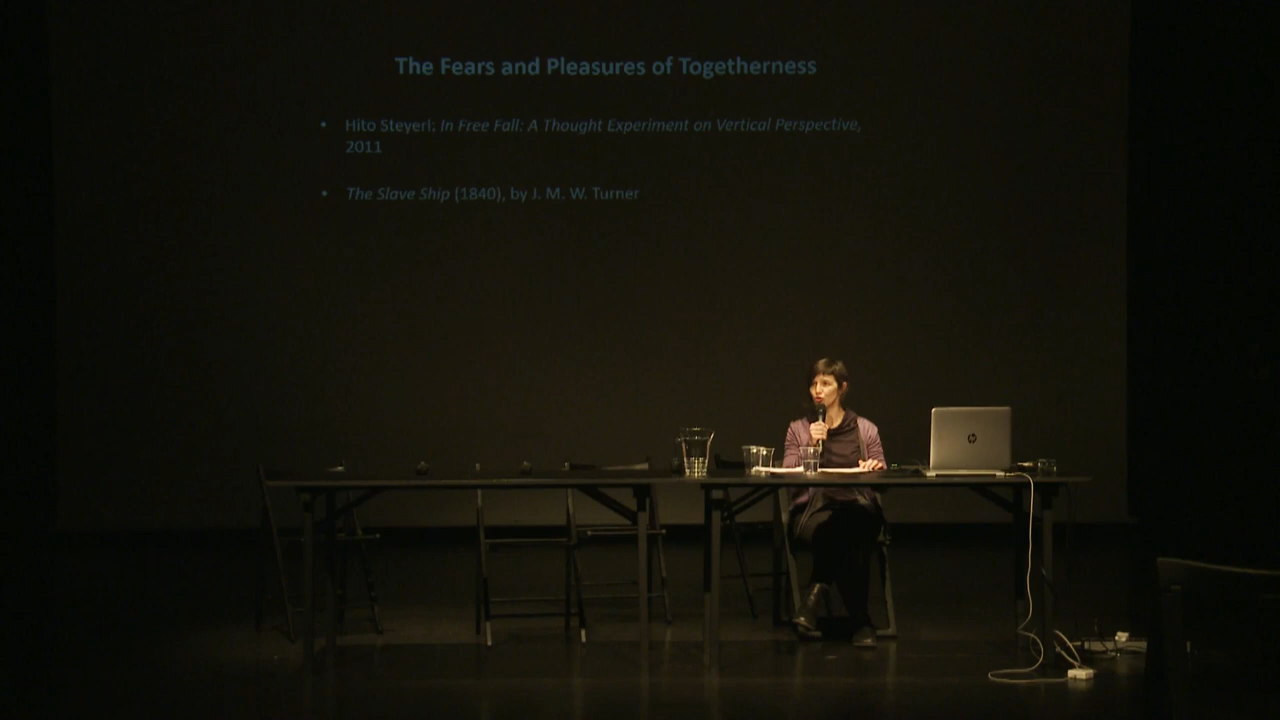 The Fears and Pleasures of Togetherness
• Hito Steyerl: In Free Fall: A Thought Experiment on Vertical Perspective,
2011
• The Slave Ship (1840), by J. M. W. Turner
hp